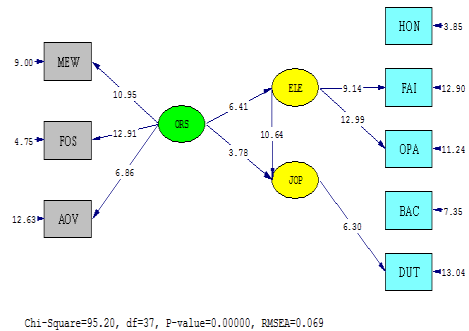 HON
3.85
9.00
MEW
ELE
9.14
FAI
12.90
10.95
6.41
12.99
4.75
FOS
12.91
ORS
10.64
OPA
11.24
3.78
6.86
JOP
12.63
AOV
BAC
7.35
6.30
DUT
13.04
Chi-Square=95.20, df=37, P-value=0.00000, RMSEA=0.069